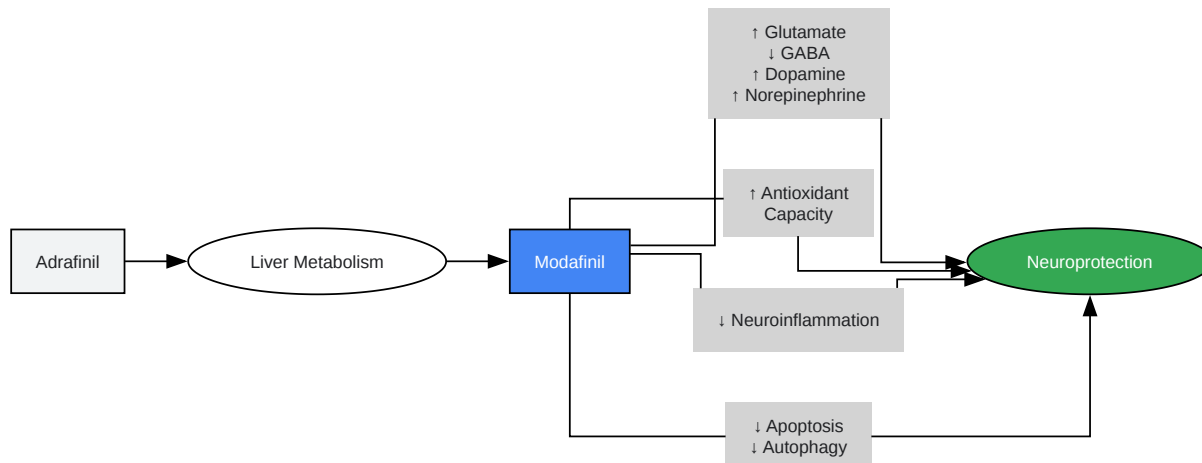 ↑ Glutamate
↓ GABA
↑ Dopamine
↑ Norepinephrine
↑ Antioxidant
Capacity
Adrafinil
Liver Metabolism
Modafinil
Neuroprotection
↓ Neuroinflammation
↓ Apoptosis
↓ Autophagy